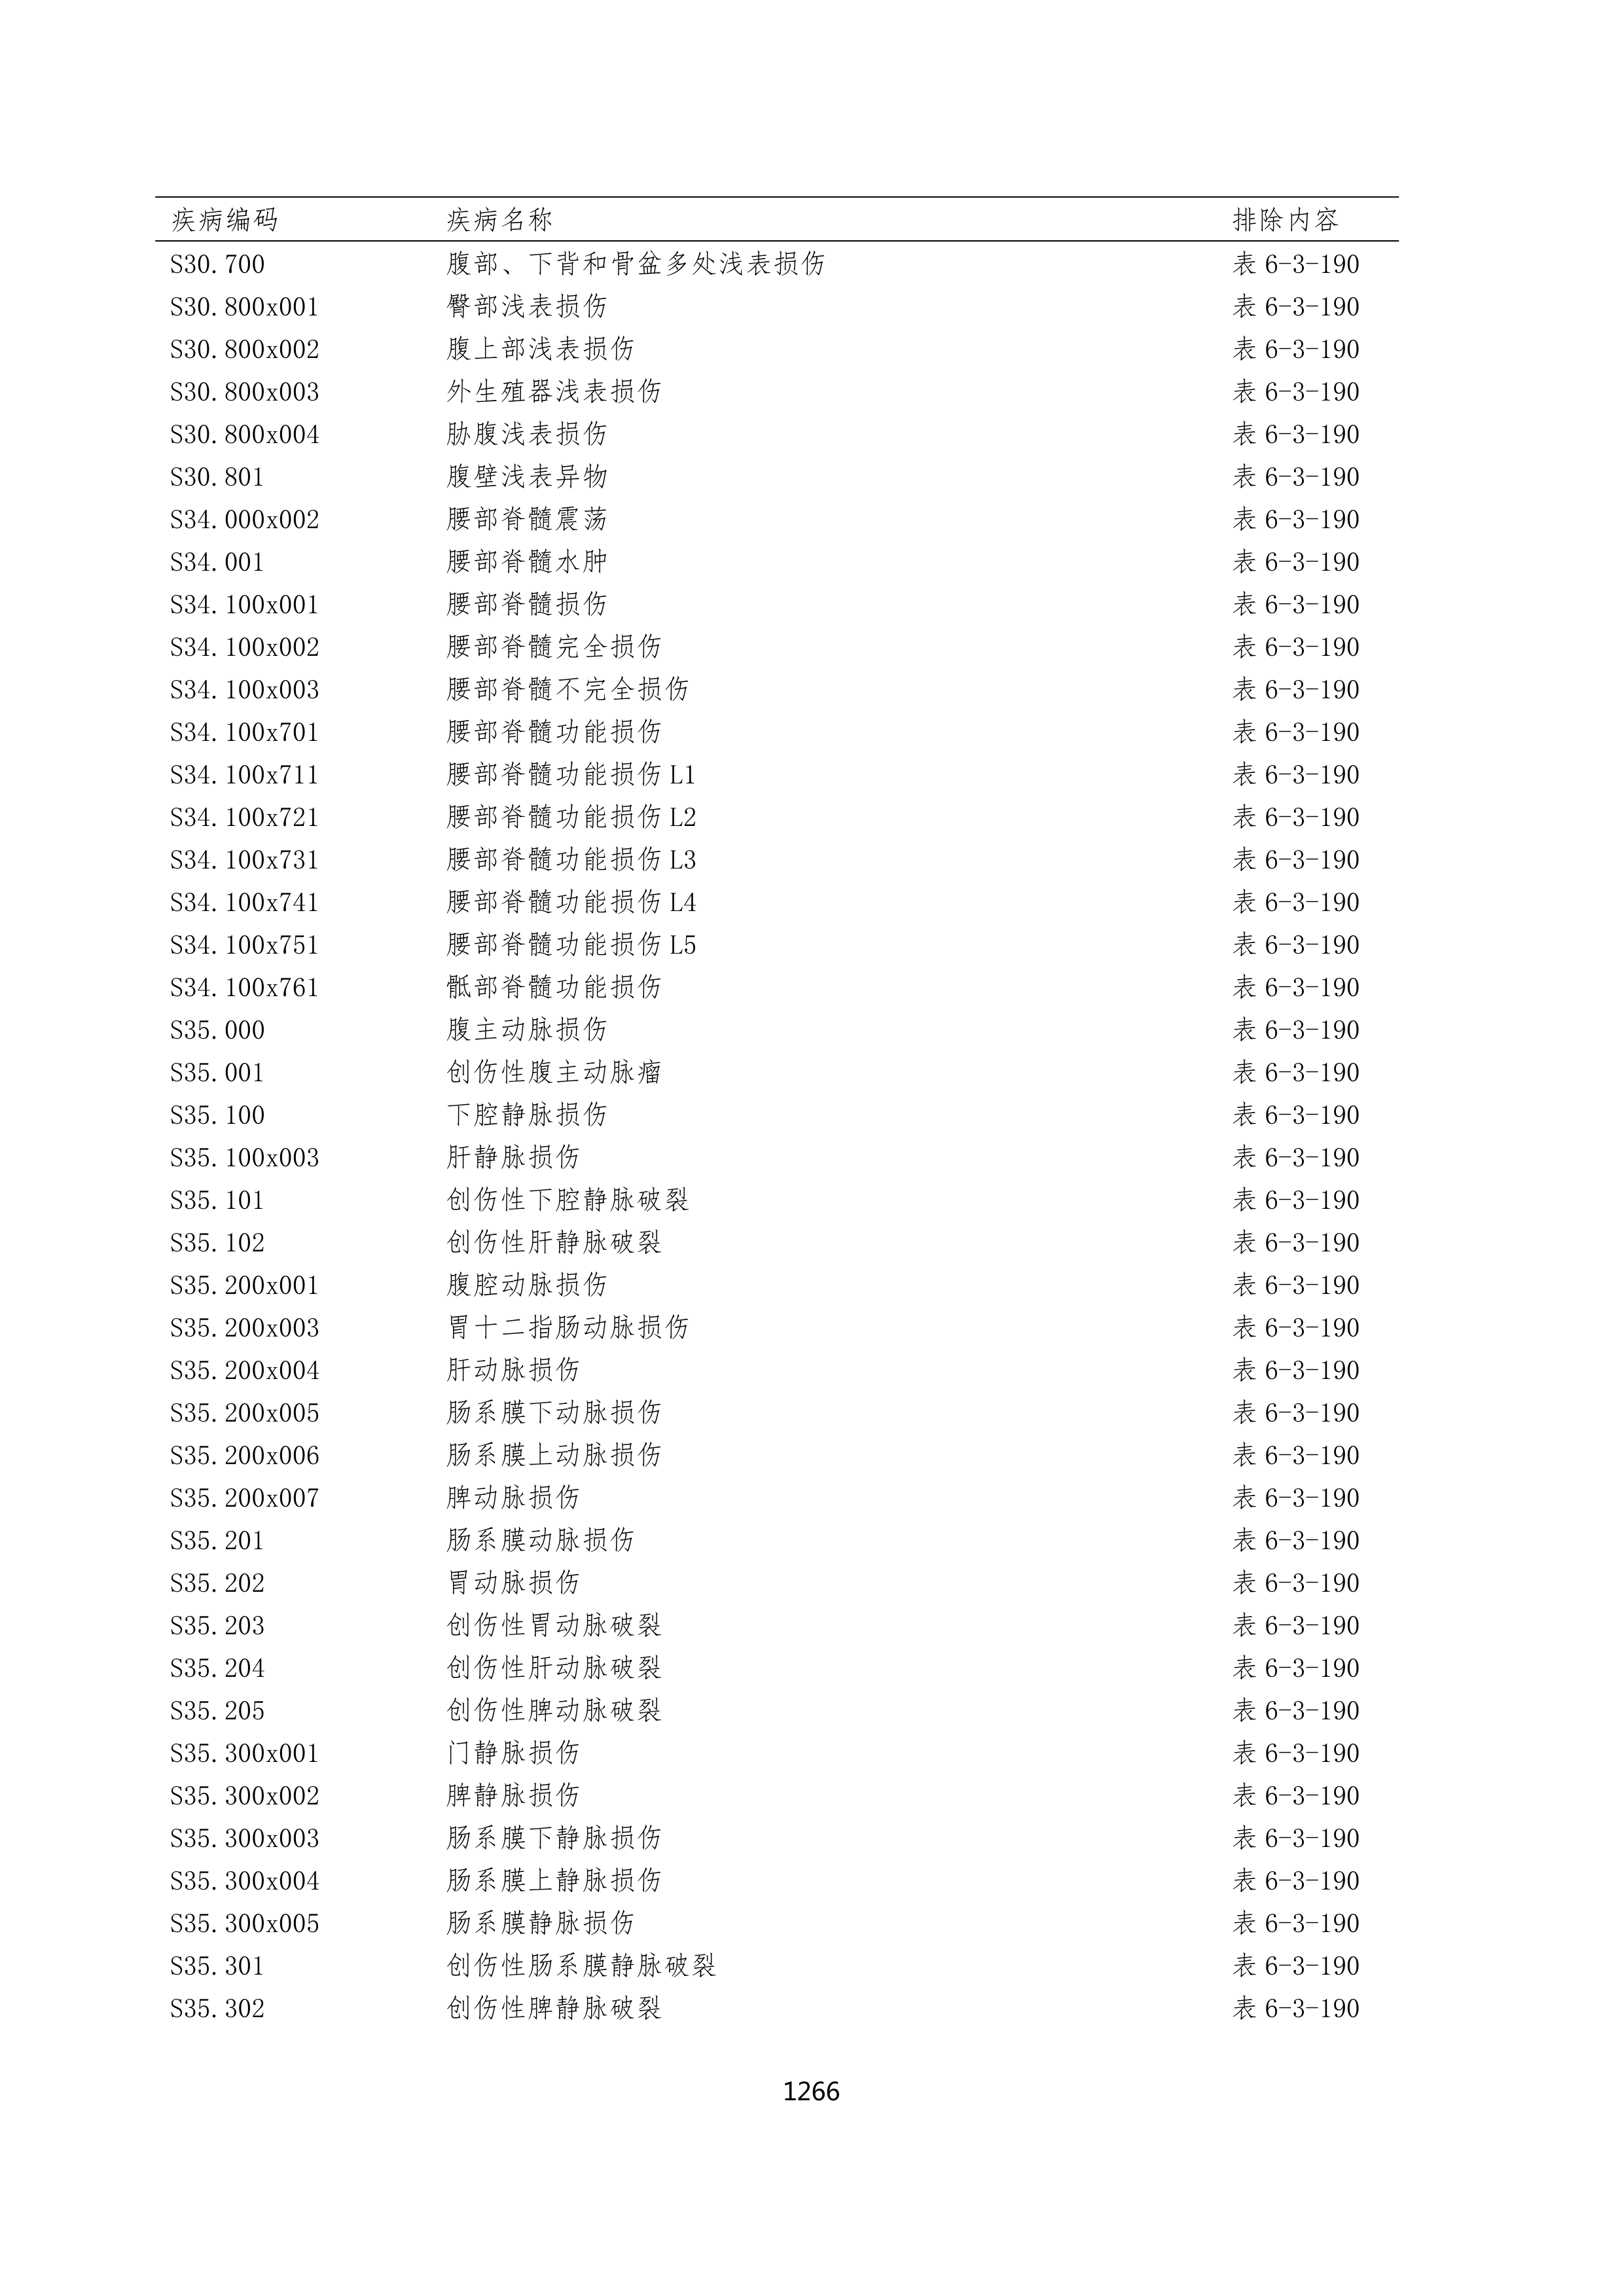 疾病编码 疾病名称 排除内容
S30.700 腹部、下背和骨盆多处浅表损伤 表 6-3-190
S30.800x001 臀部浅表损伤 表 6-3-190
S30.800x002 腹上部浅表损伤 表 6-3-190
S30.800x003 外生殖器浅表损伤 表 6-3-190
S30.800x004 胁腹浅表损伤 表 6-3-190
S30.801 腹壁浅表异物 表 6-3-190
S34.000x002 腰部脊髓震荡 表 6-3-190
S34.001 腰部脊髓水肿 表 6-3-190
S34.100x001 腰部脊髓损伤 表 6-3-190
S34.100x002 腰部脊髓完全损伤 表 6-3-190
S34.100x003 腰部脊髓不完全损伤 表 6-3-190
S34.100x701 腰部脊髓功能损伤 表 6-3-190
S34.100x711 腰部脊髓功能损伤 L1 表 6-3-190
S34.100x721 腰部脊髓功能损伤 L2 表 6-3-190
S34.100x731 腰部脊髓功能损伤 L3 表 6-3-190
S34.100x741 腰部脊髓功能损伤 L4 表 6-3-190
S34.100x751 腰部脊髓功能损伤 L5 表 6-3-190
S34.100x761 骶部脊髓功能损伤 表 6-3-190
S35.000 腹主动脉损伤 表 6-3-190
S35.001 创伤性腹主动脉瘤 表 6-3-190
S35.100 下腔静脉损伤 表 6-3-190
S35.100x003 肝静脉损伤 表 6-3-190
S35.101 创伤性下腔静脉破裂 表 6-3-190
S35.102 创伤性肝静脉破裂 表 6-3-190
S35.200x001 腹腔动脉损伤 表 6-3-190
S35.200x003 胃十二指肠动脉损伤 表 6-3-190
S35.200x004 肝动脉损伤 表 6-3-190
S35.200x005 肠系膜下动脉损伤 表 6-3-190
S35.200x006 肠系膜上动脉损伤 表 6-3-190
S35.200x007 脾动脉损伤 表 6-3-190
S35.201 肠系膜动脉损伤 表 6-3-190
S35.202 胃动脉损伤 表 6-3-190
S35.203 创伤性胃动脉破裂 表 6-3-190
S35.204 创伤性肝动脉破裂 表 6-3-190
S35.205 创伤性脾动脉破裂 表 6-3-190
S35.300x001 门静脉损伤 表 6-3-190
S35.300x002 脾静脉损伤 表 6-3-190
S35.300x003 肠系膜下静脉损伤 表 6-3-190
S35.300x004 肠系膜上静脉损伤 表 6-3-190
S35.300x005 肠系膜静脉损伤 表 6-3-190
S35.301 创伤性肠系膜静脉破裂 表 6-3-190
S35.302 创伤性脾静脉破裂 表 6-3-190
1266